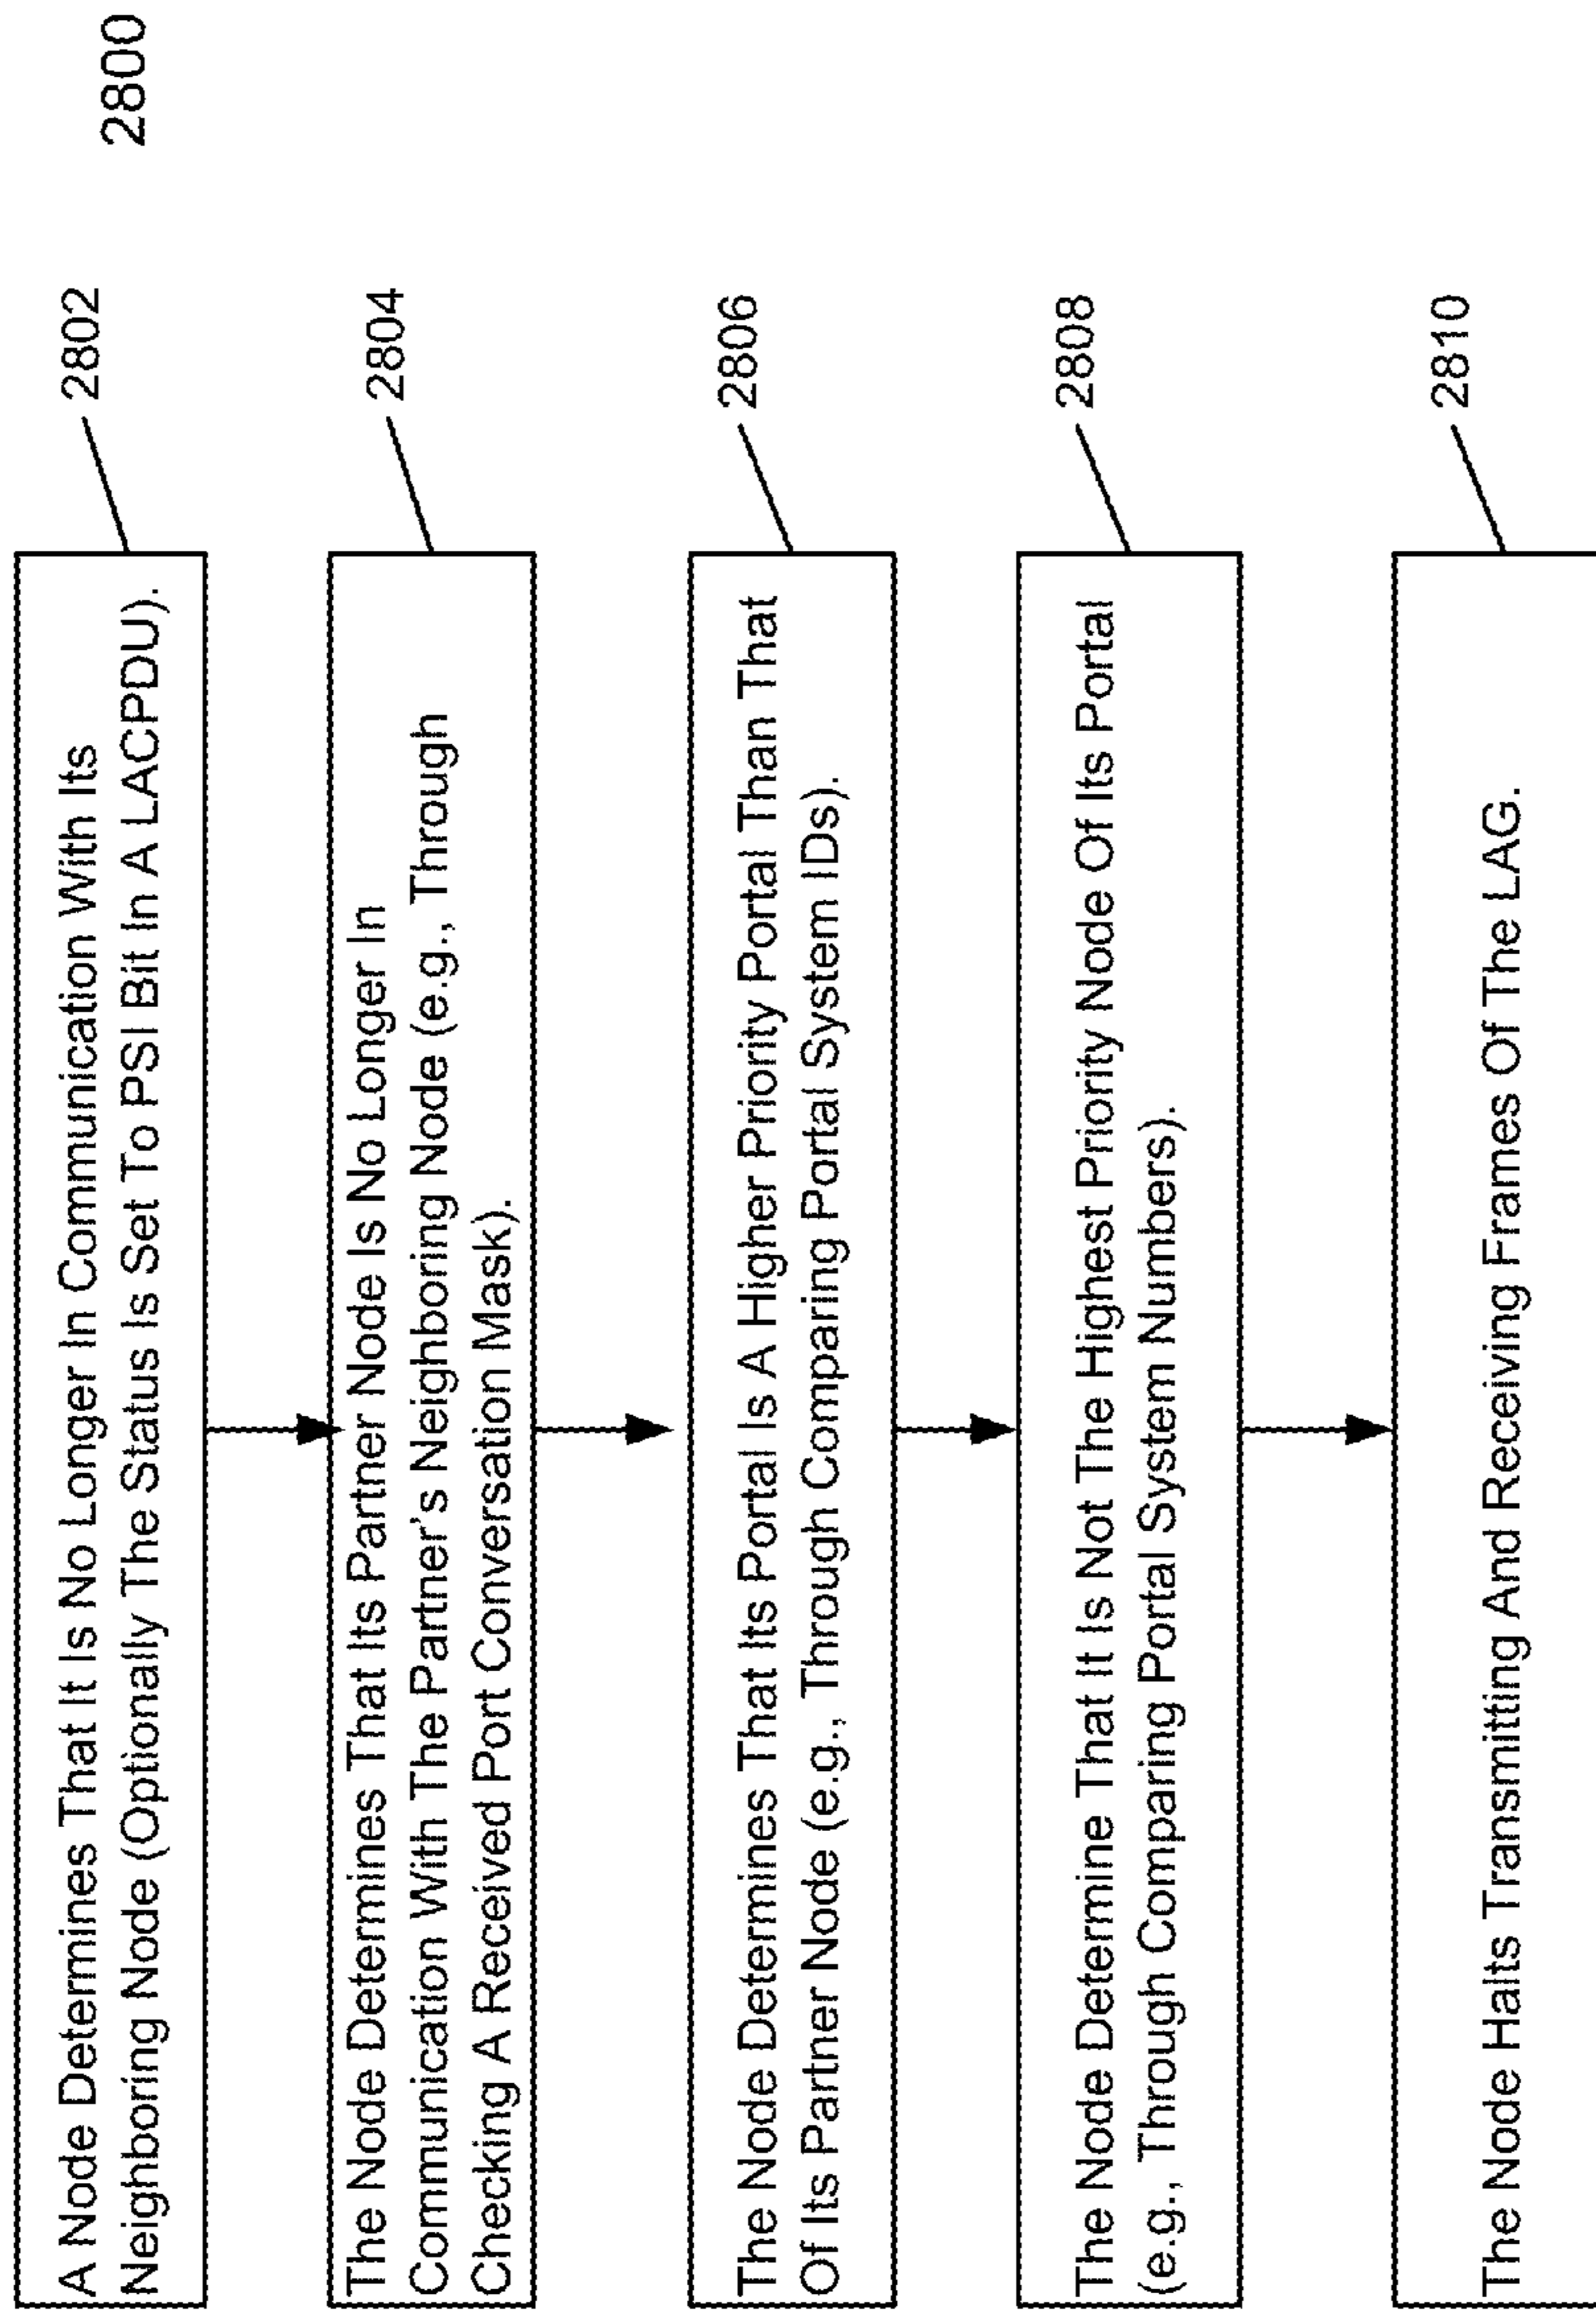 2800
A Node Determines That It Is No Longer In Communication With Its
Neighboring Node (Optionally The Status Is Set To PSI Bit In A LACPDU).
2802
The Node Determines That Its Partner Node Is No Longer In
Communication With The Partner's Neighboring Node (e.g., Through
Checking A Received Port Conversation Mask).
2804
The Node Determines That Its Portal Is A Higher Priority Portal Than That
Of Its Partner Node (e.g., Through Comparing Portal System IDs).
2806
The Node Determine That It Is Not The Highest Priority Node Of Its Portal
(e.g., Through Comparing Portal System Numbers).
2808
The Node Halts Transmitting And Receiving Frames Of The LAG.
2810